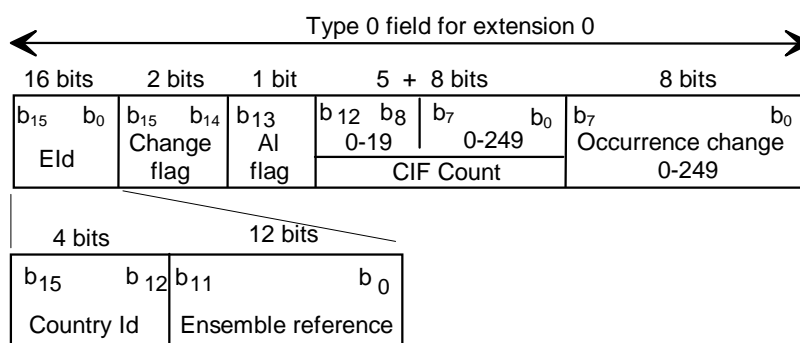 Type 0 field for extension 0
16 bits 2 bits 1 bit 5 + 8 bits 8 bits
b15 b0 b15 b14 b13 b12 b8 b7 b0 b7 b0
EId Change flag AI flag 0-19 0-249 Occurrence change
CIF Count 0-249
4 bits 12 bits
b15 b12 b11 b0
Country Id Ensemble reference